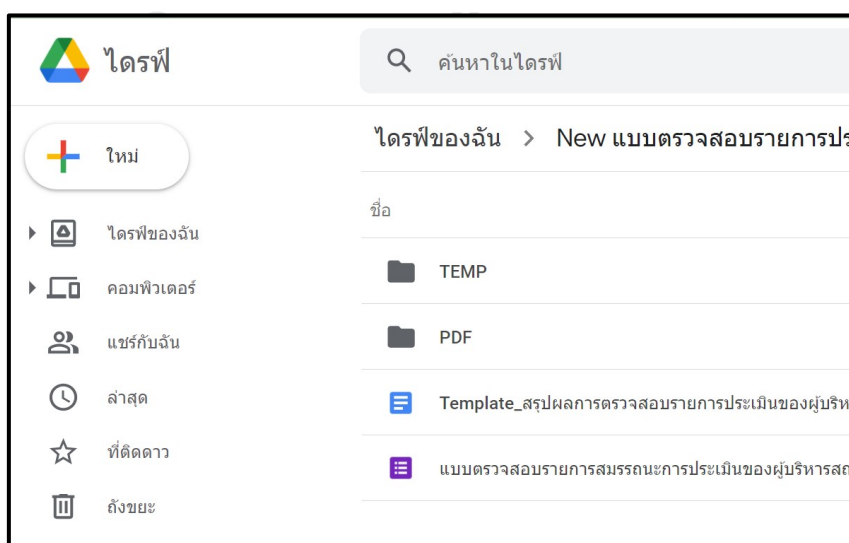 ไดรฟ์
ค้นหาในไดรฟ์
ใหม่
ไดรฟ์ของฉัน
คอมพิวเตอร์
แชร์กับฉัน
ล่าสุด
ที่ติดดาว
ถังขยะ
ไดรฟ์ของฉัน > New แบบตรวจสอบรายการประ
ชื่อ
TEMP
PDF
Template_สรุปผลการตรวจสอบรายการประเมินของผู้บริห
แบบตรวจสอบรายการสมรรถนะการประเมินของผู้บริหารสถ